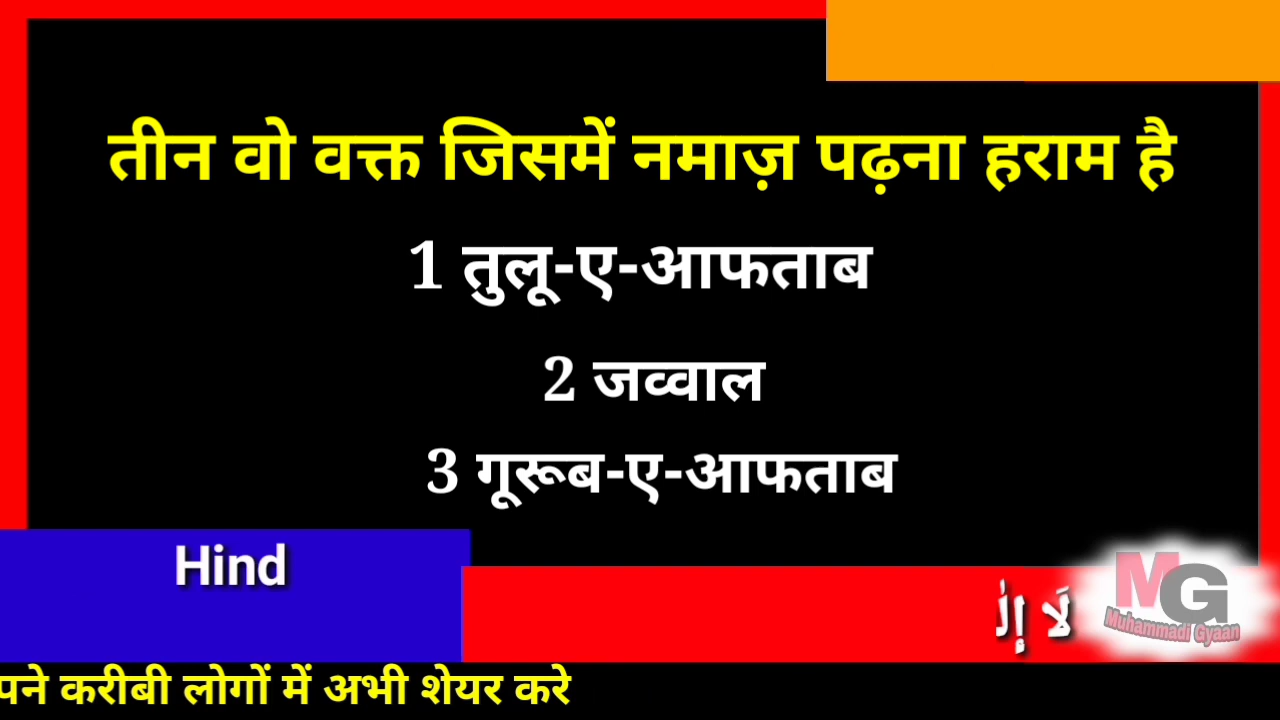 तीन वो वक्त जिसमें नमाज़ पढ़ना हराम है
1 तुलू-ए-आफताब
2 जव्वाल
3 गूरूब-ए-आफताब
Hind
لَا إِلَٰ
MG
Muhammadi Gyaan
पने करीबी लोगों में अभी शेयर करे